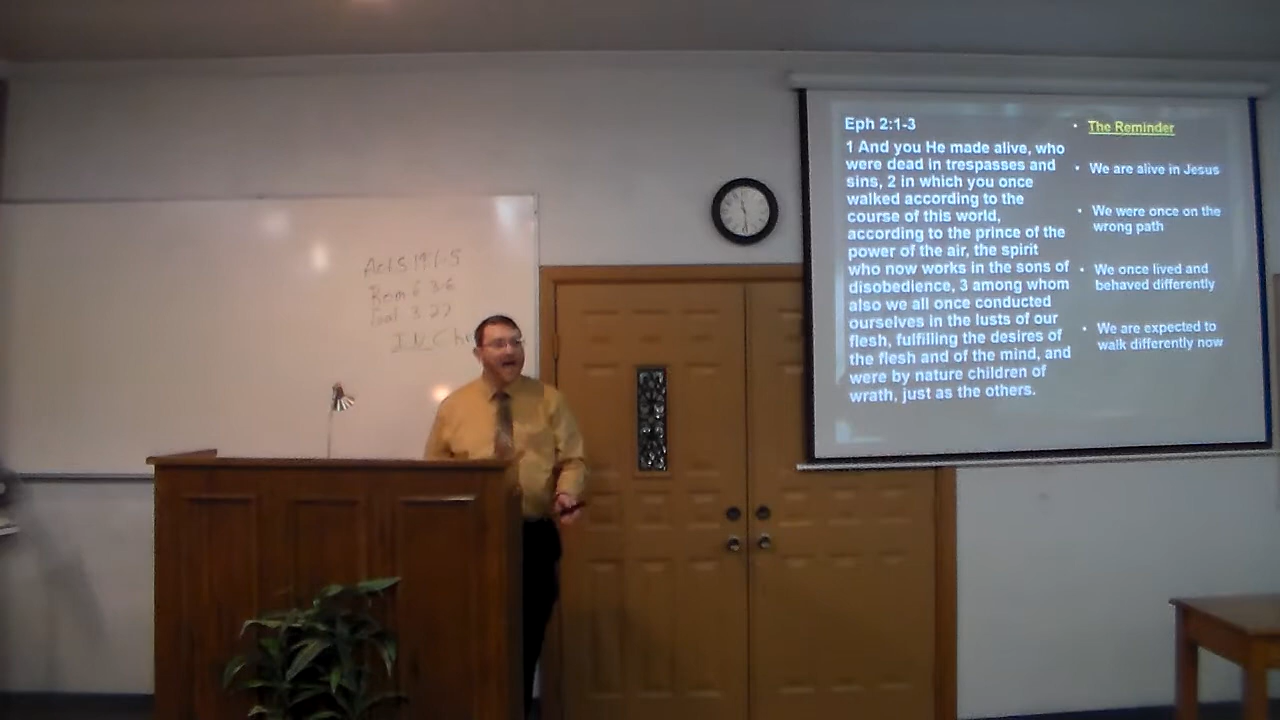 Acts 19:1-5
Rom 6 3-6
Gal 3 27
IN Ch
Eph 2:1-3
1 And you He made alive, who
were dead in trespasses and
sins, 2 in which you once
walked according to the
course of this world,
according to the prince of the
power of the air, the spirit
who now works in the sons of
disobedience, 3 among whom
also we all once conducted
ourselves in the lusts of our
flesh, fulfilling the desires of
the flesh and of the mind, and
were by nature children of
wrath, just as the others.
• The Reminder
• We are alive in Jesus
• We were once on the
wrong path
• We once lived and
behaved differently
• We are expected to
walk differently now